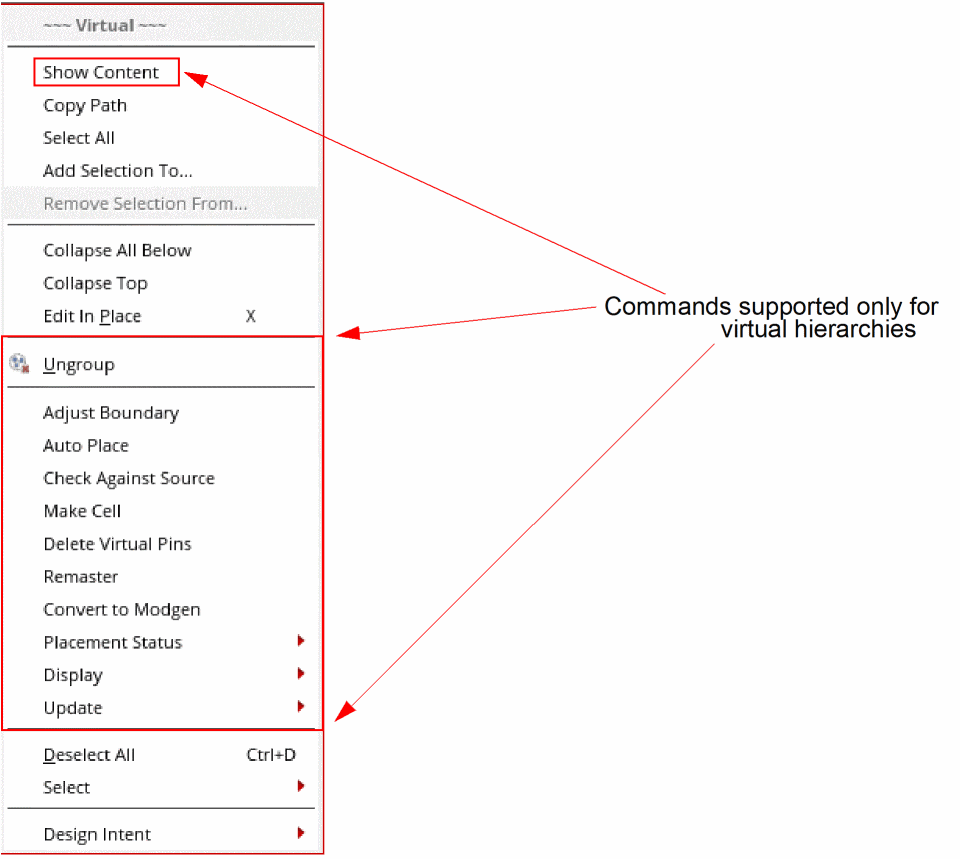 ~~~ Virtual ~~~
Show Content
Copy Path
Select All
Add Selection To...
Remove Selection From...
Collapse All Below
Collapse Top
Edit In Place X
Commands supported only for
virtual hierarchies
Ungroup
Adjust Boundary
Auto Place
Check Against Source
Make Cell
Delete Virtual Pins
Remaster
Convert to Modgen
Placement Status
Display
Update
Deselect All Ctrl+D
Select
Design Intent